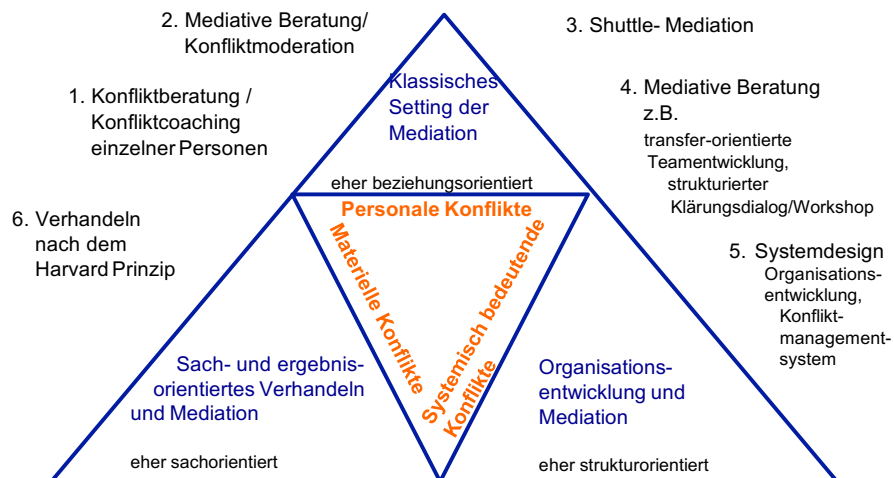 2. Mediative Beratung/
Konfliktmoderation
3. Shuttle- Mediation
1. Konfliktberatung /
Konfliktcoaching
einzelner Personen
Klassisches
Setting der
Mediation
4. Mediative Beratung
z.B.
transfer-orientierte
Teamentwicklung,
strukturierter
Klärungsdialog/Workshop
eher beziehungsorientiert
Personale Konflikte
Materielle Konflikte
Systemisch bedeutende
Konflikte
6. Verhandeln
nach dem
Harvard Prinzip
5. Systemdesign
Organisations-
entwicklung,
Konflikt-
management-
system
Sach- und ergebnis-
orientiertes Verhandeln
und Mediation
Organisations-
entwicklung und
Mediation
eher sachorientiert
eher strukturorientiert